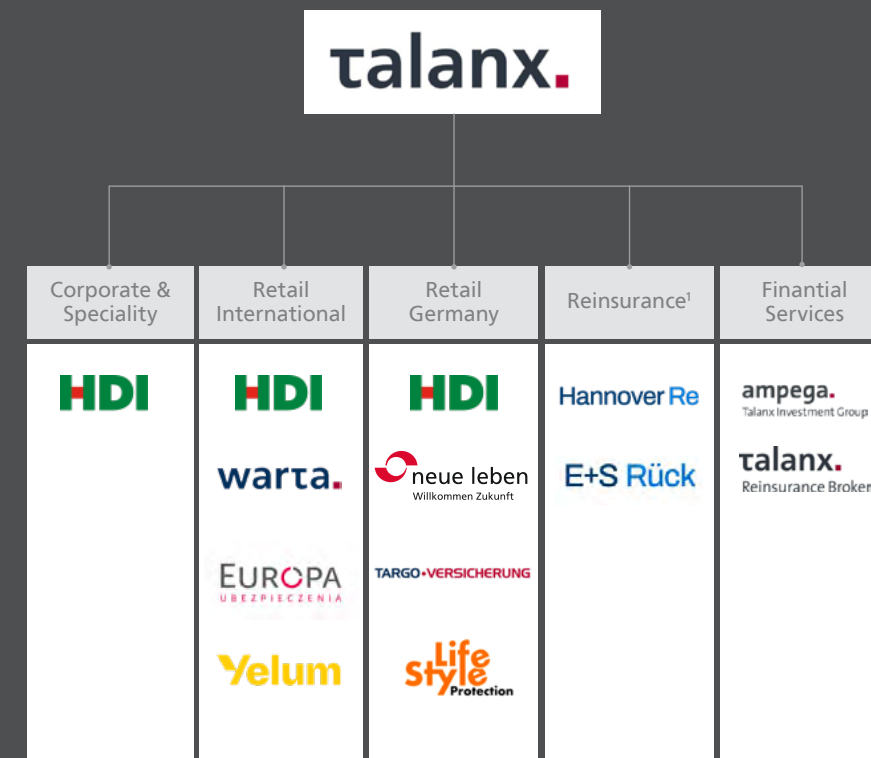 talanx.
Corporate &
Speciality
Retail
International
Retail
Germany
Reinsurance¹
Finantial
Services
HDI
HDI
warta.
EUROPA
UBEZPIECZENIA
Yelum
HDI
neue leben
Willkommen Zukunft
TARGO•VERSICHERUNG
Life
Style
Protection
Hannover Re
E+S Rück
ampega.
Talanx Investment Group
talanx.
Reinsurance Broker